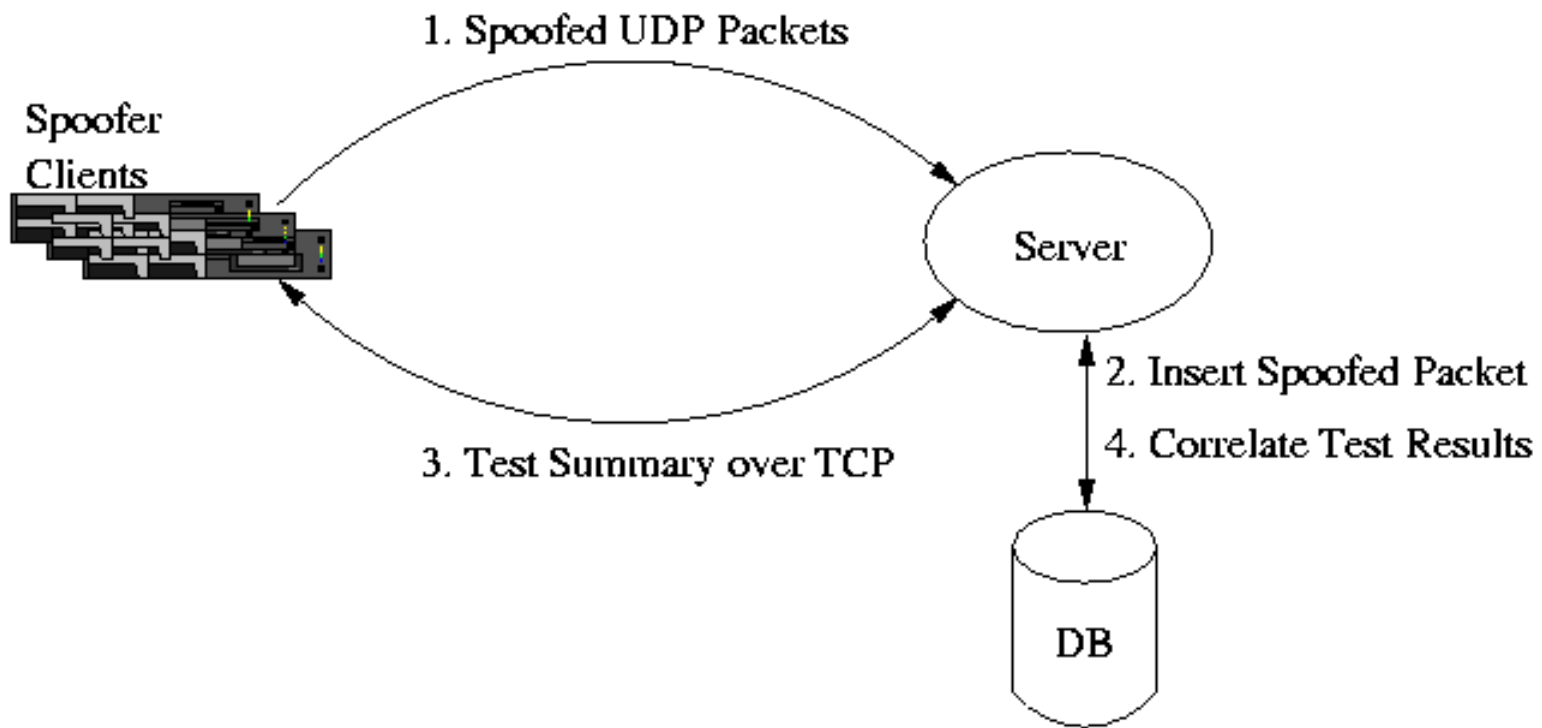 1. Spoofed UDP Packets
Spoofer
Clients
Server
2. Insert Spoofed Packet
4. Correlate Test Results
3. Test Summary over TCP
DB